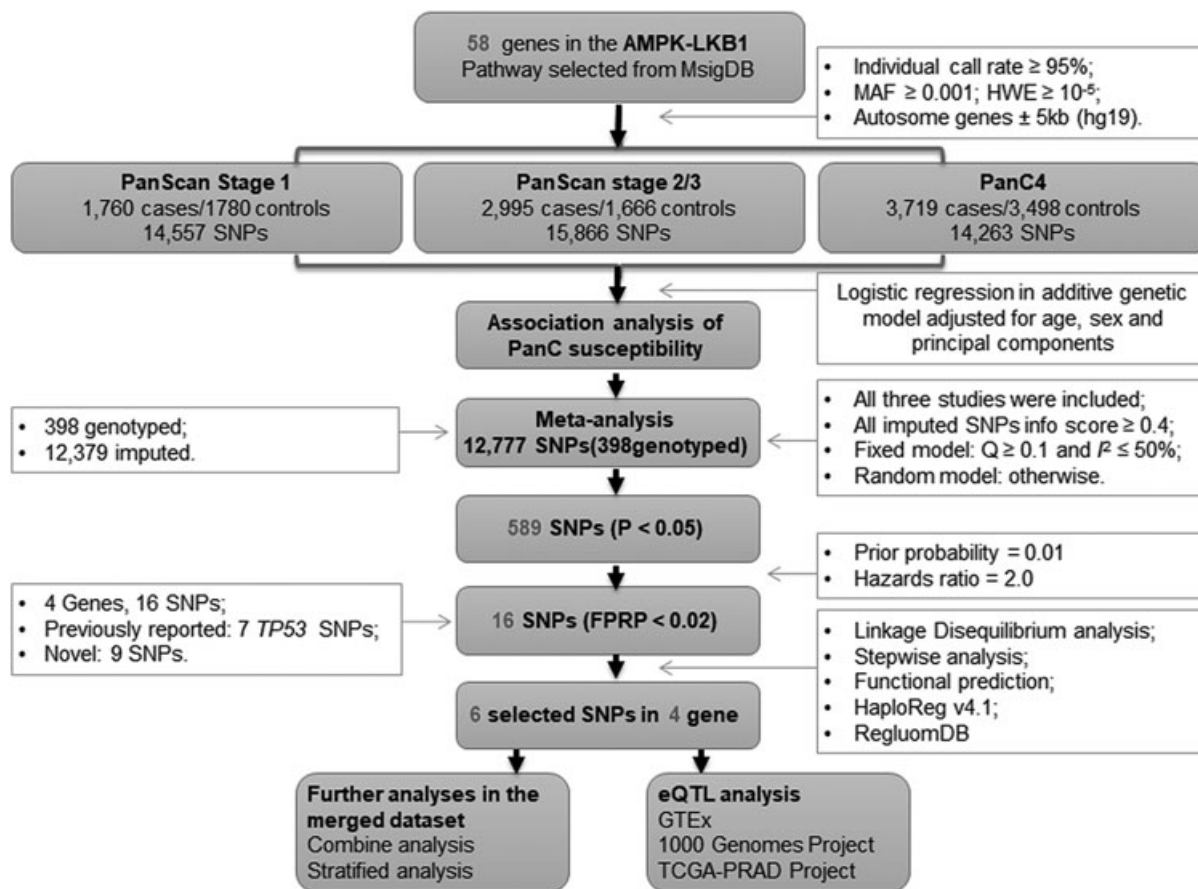 58 genes in the AMPK-LKB1
Pathway selected from MsigDB
• Individual call rate ≥ 95%;
• MAF ≥ 0.001; HWE ≥ 10⁻⁵;
• Autosome genes ± 5kb (hg19).
PanScan Stage 1
1,760 cases/1780 controls
14,557 SNPs
PanScan stage 2/3
2,995 cases/1,666 controls
15,866 SNPs
PanC4
3,719 cases/3,498 controls
14,263 SNPs
Logistic regression in additive genetic
model adjusted for age, sex and
principal components
Association analysis of
PanC susceptibility
• 398 genotyped;
• 12,379 imputed.
Meta-analysis
12,777 SNPs(398genotyped)
• All three studies were included;
• All imputed SNPs info score ≥ 0.4;
• Fixed model: Q ≥ 0.1 and I² ≤ 50%;
• Random model: otherwise.
589 SNPs (P < 0.05)
• Prior probability = 0.01
• Hazards ratio = 2.0
• 4 Genes, 16 SNPs;
• Previously reported: 7 TP53 SNPs;
• Novel: 9 SNPs.
16 SNPs (FPRP < 0.02)
• Linkage Disequilibrium analysis;
• Stepwise analysis;
• Functional prediction;
• HaploReg v4.1;
• RegluomDB
6 selected SNPs in 4 gene
Further analyses in the
merged dataset
Combine analysis
Stratified analysis
eQTL analysis
GTEx
1000 Genomes Project
TCGA-PRAD Project